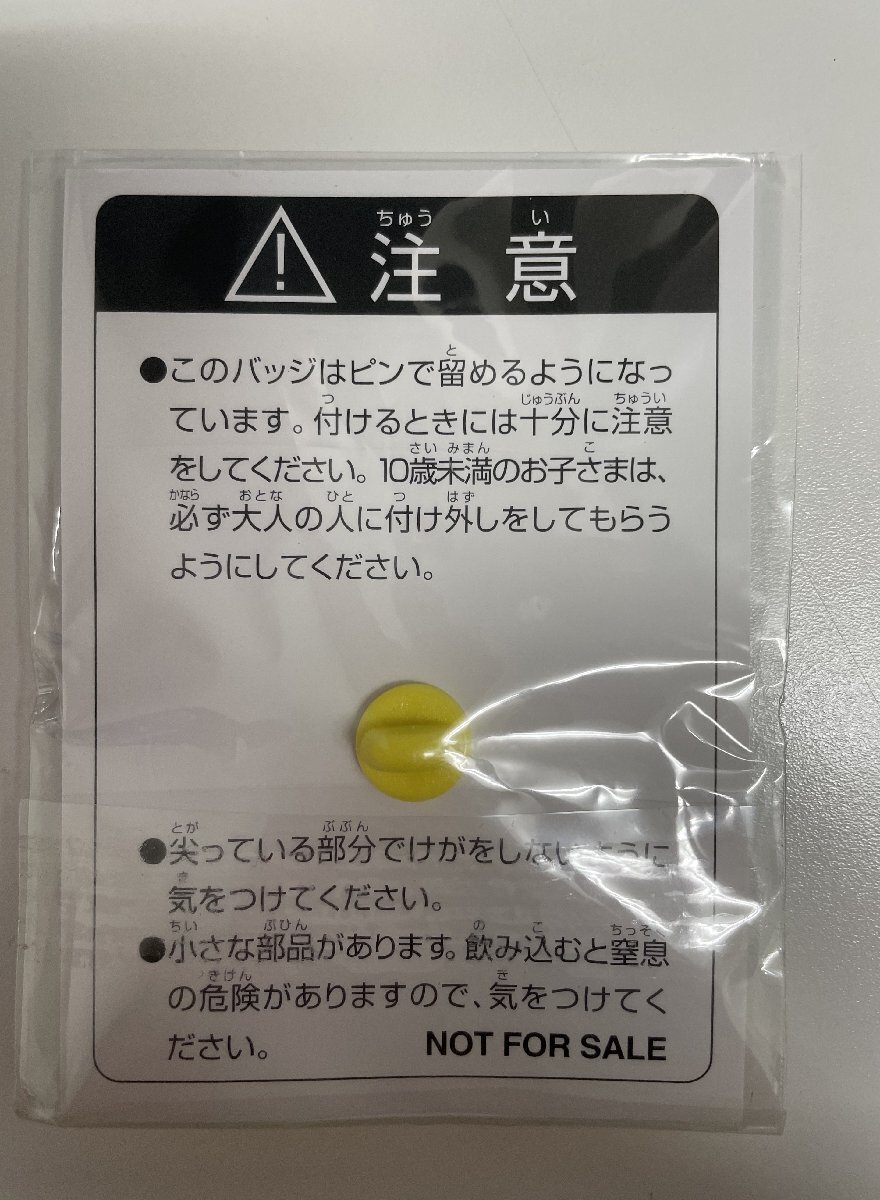 ちゅう い
注意
●このバッジはピンで留めるようになっ
ています。付けるときには十分に注意
をしてください。10歳未満のお子さまは、
必ず大人の人に付け外しをしてもらう
ようにしてください。
●尖っている部分でけがをしないように
気をつけてください。
●小さな部品があります。飲み込むと窒息
の危険がありますので、気をつけてく
ださい。 NOT FOR SALE